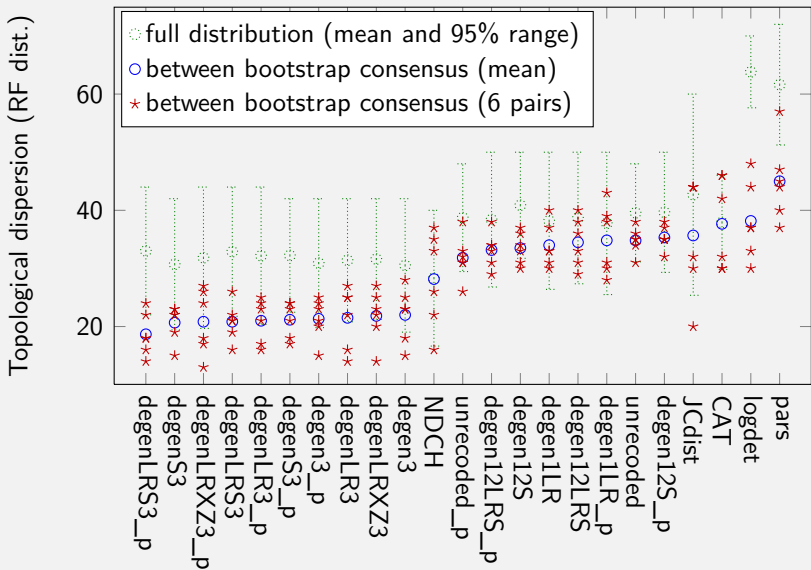 Topological dispersion (RF dist.)
60
40
20
full distribution (mean and 95% range)
between bootstrap consensus (mean)
between bootstrap consensus (6 pairs)
degenLRS3_p
degenS3
degenLRXZ3_p
degenLRS3
degenLR3_p
degenS3_p
degen3_p
degenLR3
degenLRXZ3
degen3
NDCH
unrecoded_p
degen12LRS_p
degen12S
degen1LR
degen12LRS
degen1LR_p
unrecoded
degen12S_p
JCdist
CAT
logdet
pars